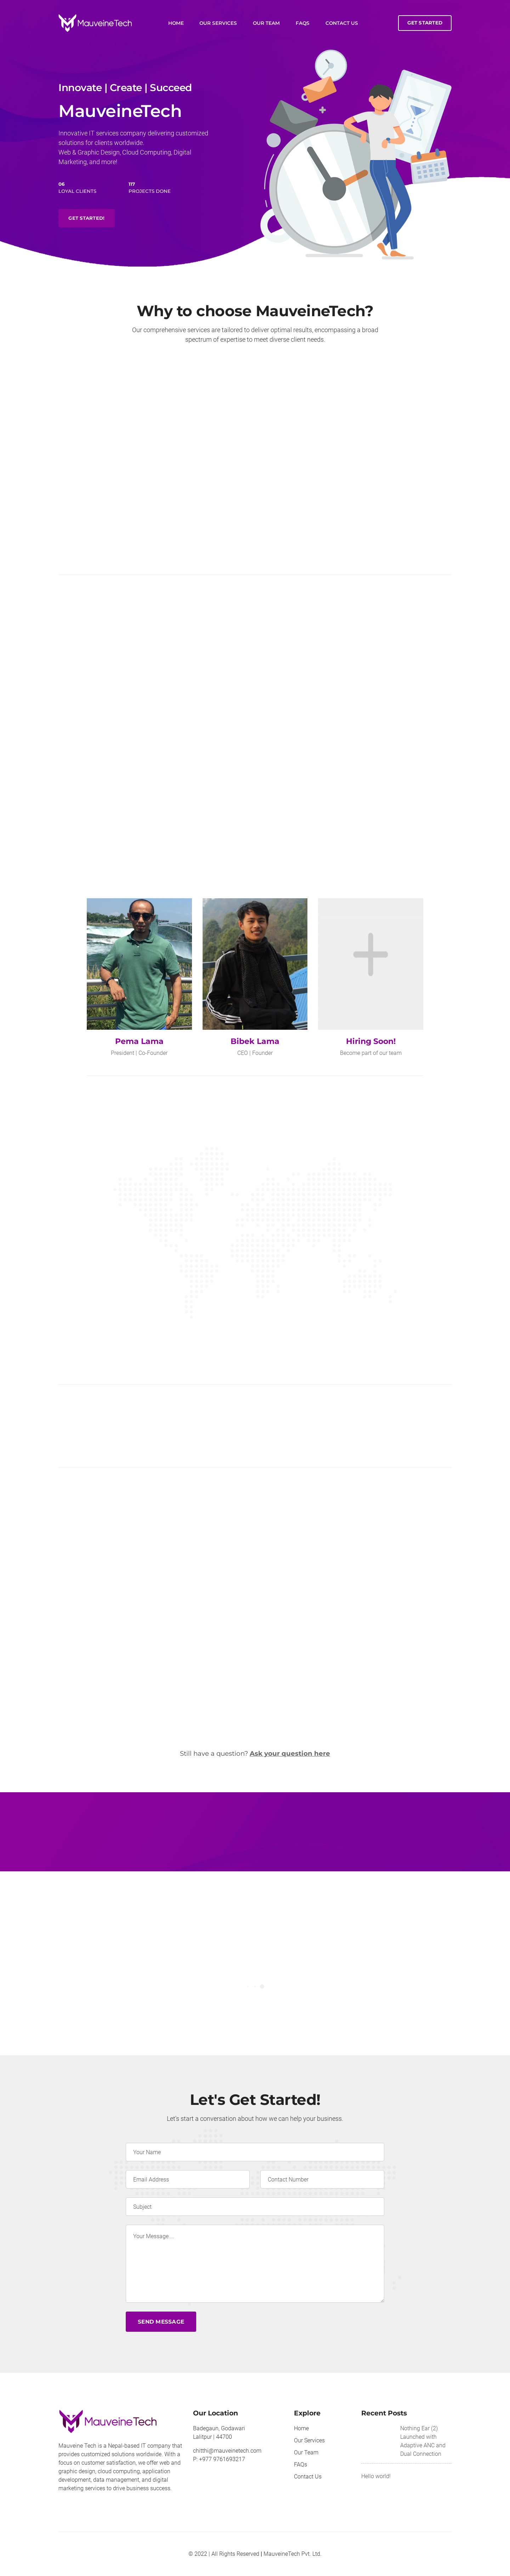 MauveineTech
HOME
OUR SERVICES
OUR TEAM
FAQS
CONTACT US
GET STARTED
Innovate | Create | Succeed
MauveineTech
Innovative IT services company delivering customized
solutions for clients worldwide.
Web & Graphic Design, Cloud Computing, Digital
Marketing, and more!
06
LOYAL CLIENTS
117
PROJECTS DONE
GET STARTED!
Why to choose MauveineTech?
Our comprehensive services are tailored to deliver optimal results, encompassing a broad
spectrum of expertise to meet diverse client needs.
Pema Lama
President | Co-Founder
Bibek Lama
CEO | Founder
Hiring Soon!
Become part of our team
Still have a question? Ask your question here
Let's Get Started!
Let's start a conversation about how we can help your business.
Your Name
Email Address
Contact Number
Subject
Your Message...
SEND MESSAGE
MauveineTech
Mauveine Tech is a Nepal-based IT company that
provides customized solutions worldwide. With a
focus on customer satisfaction, we offer web and
graphic design, cloud computing, application
development, data management, and digital
marketing services to drive business success.
Our Location
Badegaun, Godawari
Lalitpur | 44700
chitthi@mauveinetech.com
P: +977 9761693217
Explore
Home
Our Services
Our Team
FAQs
Contact Us
Recent Posts
Nothing Ear (2)
Launched with
Adaptive ANC and
Dual Connection
Hello world!
© 2022 | All Rights Reserved | MauveineTech Pvt. Ltd.